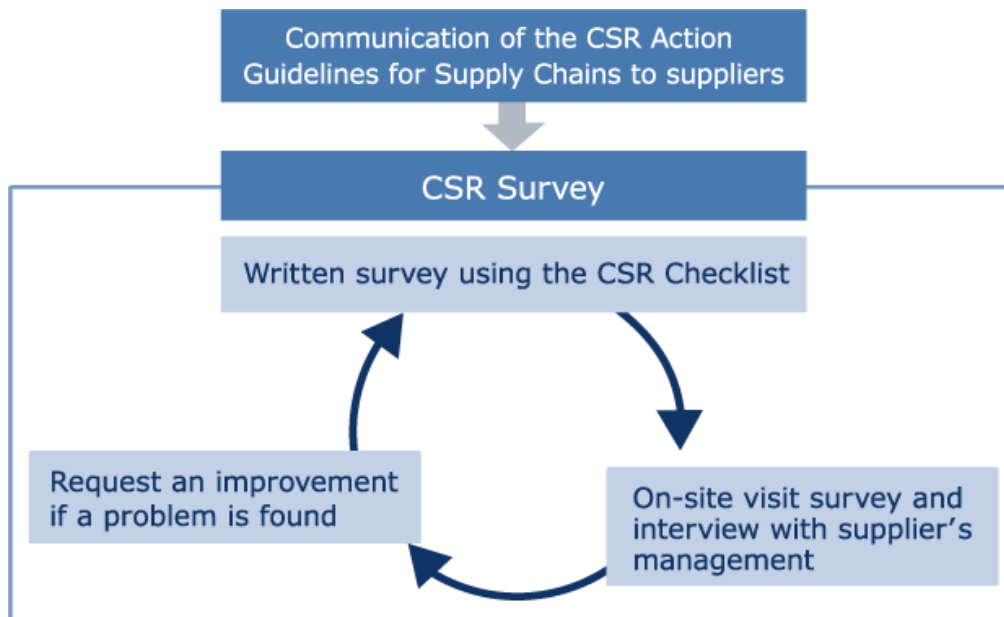 Communication of the CSR Action
Guidelines for Supply Chains to suppliers
CSR Survey
Written survey using the CSR Checklist
Request an improvement
if a problem is found
On-site visit survey and
interview with supplier’s
management